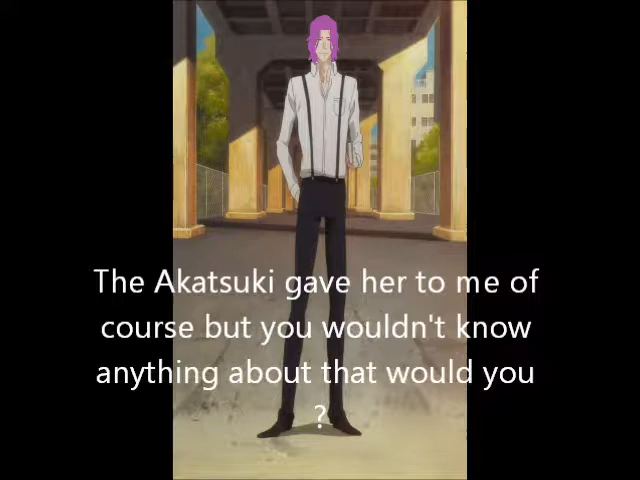 The Akatsuki gave her to me of
course but you wouldn't know
anything about that would you
?